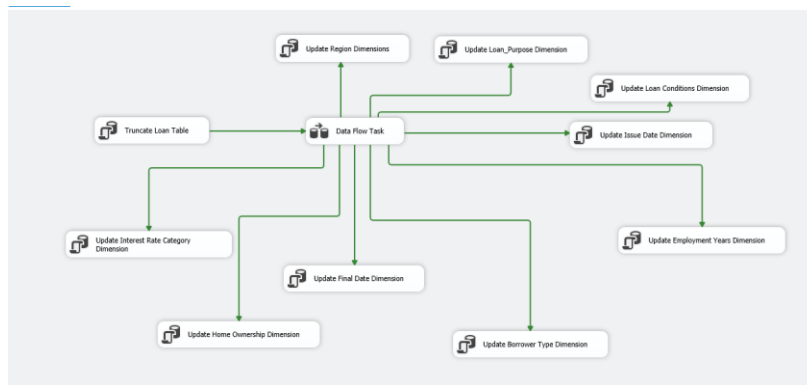 Update Region Dimensions
Update Loan_Purpose Dimension
Update Loan Conditions Dimension
Truncate Loan Table
Data Flow Task
Update Issue Date Dimension
Update Interest Rate Category
Dimension
Update Employment Years Dimension
Update Final Date Dimension
Update Home Ownership Dimension
Update Borrower Type Dimension